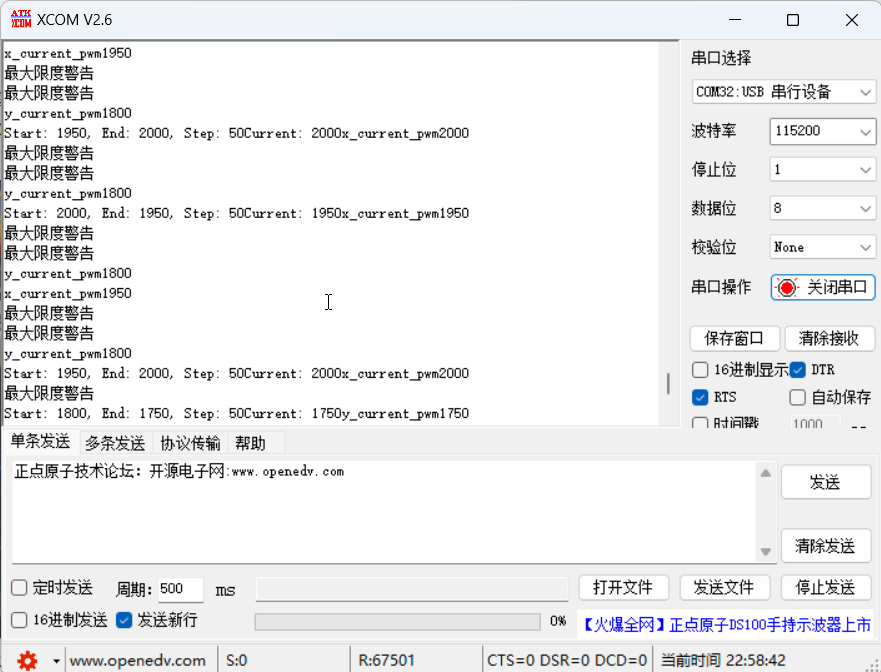 ATK XCOM XCOM V2.6
x_current_pwm1950
最大限度警告
最大限度警告
y_current_pwm1800
Start: 1950, End: 2000, Step: 50Current: 2000x_current_pwm2000
最大限度警告
最大限度警告
y_current_pwm1800
Start: 2000, End: 1950, Step: 50Current: 1950x_current_pwm1950
最大限度警告
最大限度警告
y_current_pwm1800
x_current_pwm1950
最大限度警告
最大限度警告
y_current_pwm1800
Start: 1950, End: 2000, Step: 50Current: 2000x_current_pwm2000
最大限度警告
Start: 1800, End: 1750, Step: 50Current: 1750y_current_pwm1750
串口选择
COM32:USB 串行设备
波特率 115200
停止位 1
数据位 8
校验位 None
串口操作 关闭串口
保存窗口 清除接收
16进制显示 DTR
RTS 自动保存
时间戳 1000
单条发送 多条发送 协议传输 帮助
正点原子技术论坛：开源电子网:www.openedv.com
发送
清除发送
定时发送 周期: 500 ms 打开文件 发送文件 停止发送
16进制发送 发送新行 0% 【火爆全网】正点原子DS100手持示波器上市
www.openedv.com S:0 R:67501 CTS=0 DSR=0 DCD=0 当前时间 22:58:42